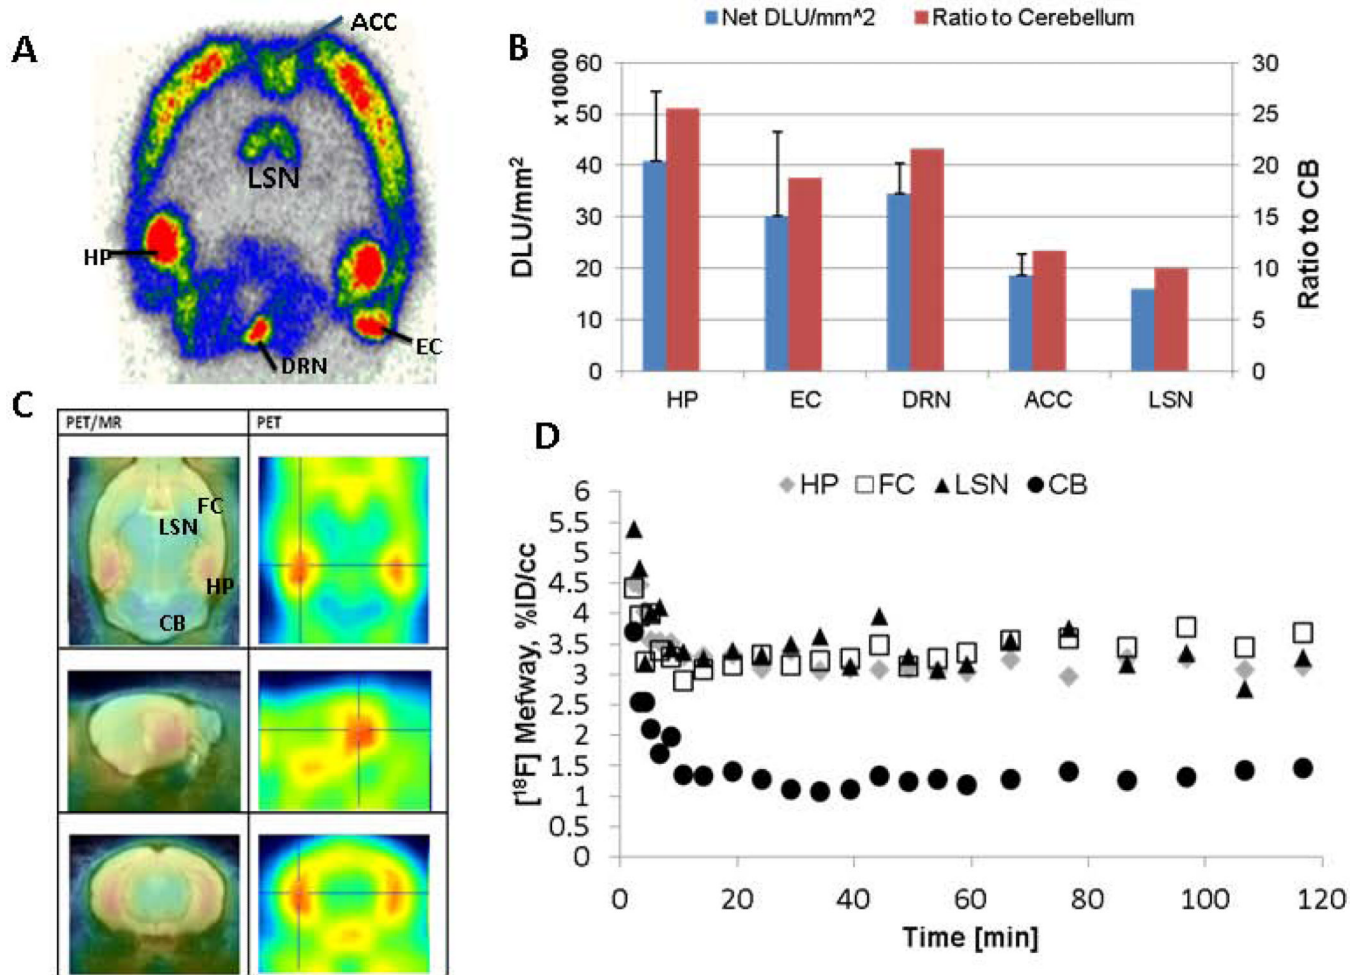 A
ACC
LSN
HP
DRN
EC
B
Net DLU/mm^2 Ratio to Cerebellum
x 10000
DLU/mm²
60
50
40
30
20
10
0
30
25
20
15
10
5
0
Ratio to CB
HP EC DRN ACC LSN
C
PET/MR PET
FC
LSN
HP
CB
D
HP FC LSN CB
[¹⁸F] Mefway, %ID/cc
6
5.5
5
4.5
4
3.5
3
2.5
2
1.5
1
0.5
0
0 20 40 60 80 100 120
Time [min]